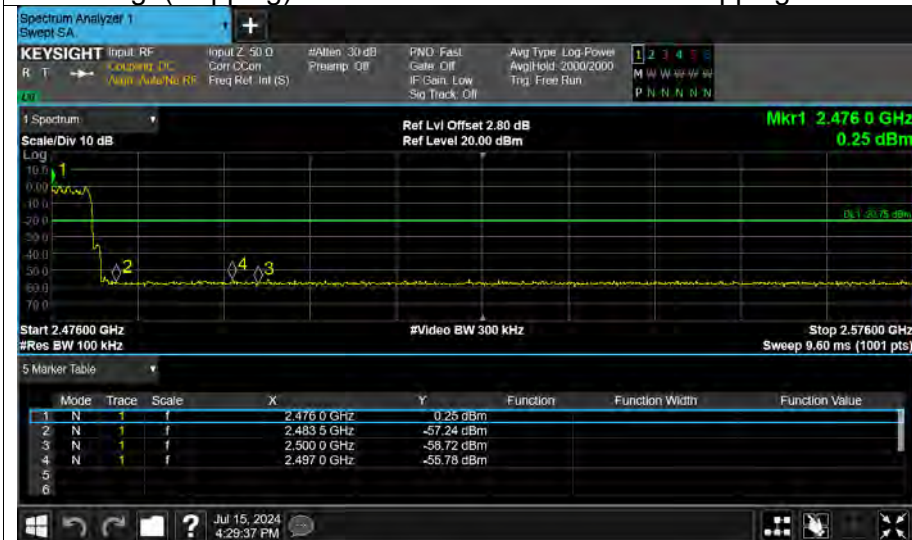 Spectrum Analyzer 1
Swept SA
+
KEYSIGHT Input: RF Input Z: 50 Ω #Atten: 30 dB PNO: Fast Avg Type: Log-Power 1 2 3 4 5 6
R T Coupling: DC Corr CCorr Preamp: Off Gate: Off Avg|Hold: 2000/2000 M W W W W W
Align: Auto/No RF Freq Ref: Int (S) IF Gain: Low Trig: Free Run P N N N N N
Sig Track: Off
1 Spectrum Ref Lvl Offset 2.80 dB Mkr1 2.476 0 GHz
Scale/Div 10 dB Ref Level 20.00 dBm 0.25 dBm
Log
10.0 1
0.00
DL1 -20.75 dBm
-20.0
-30.0
-40.0
-50.0 2 4 3
-60.0
-70.0
Start 2.47600 GHz #Video BW 300 kHz Stop 2.57600 GHz
#Res BW 100 kHz Sweep 9.60 ms (1001 pts)
5 Marker Table
Mode Trace Scale X Y Function Function Width Function Value
1 N 1 f 2.476 0 GHz 0.25 dBm
2 N 1 f 2.483 5 GHz -57.24 dBm
3 N 1 f 2.500 0 GHz -58.72 dBm
4 N 1 f 2.497 0 GHz -55.78 dBm
5
6
? Jul 15, 2024
4:29:37 PM